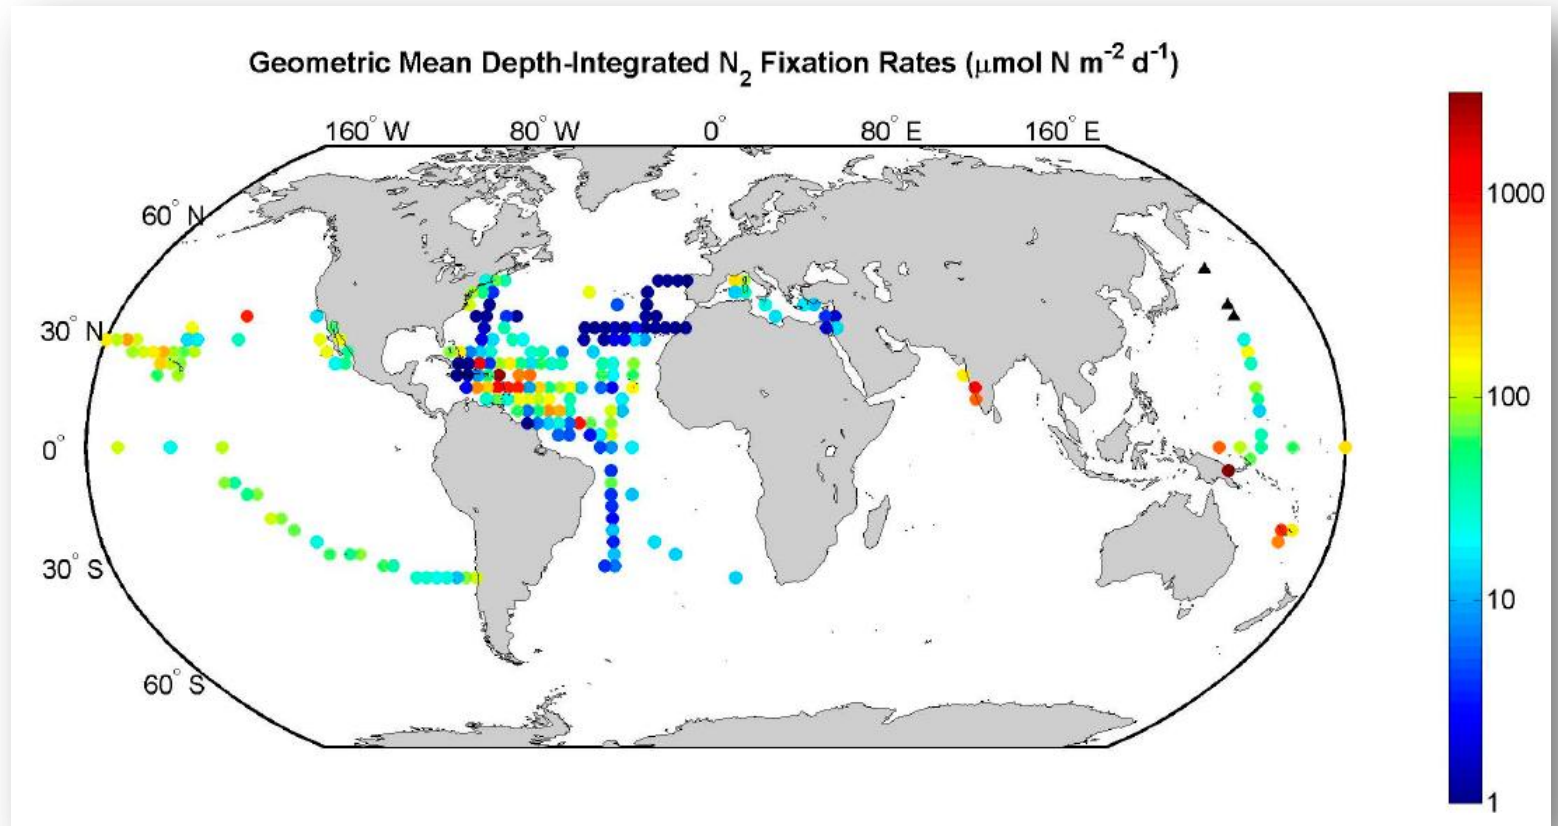 Geometric Mean Depth-Integrated N₂ Fixation Rates (μmol N m⁻² d⁻¹)
160° W 80° W 0° 80° E 160° E
60° N
30° N
0°
30° S
60° S
1000
100
10
1